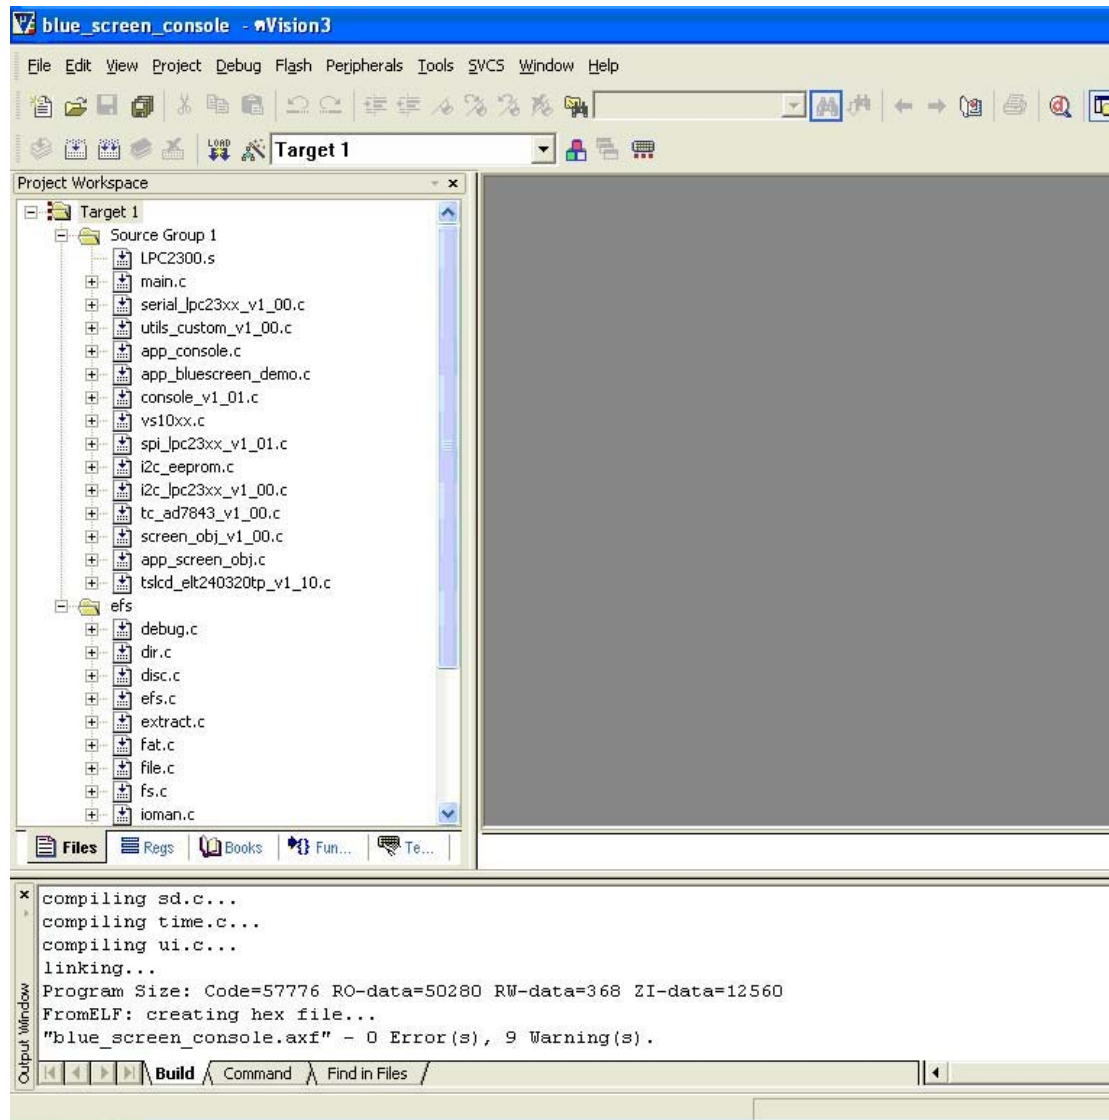 blue_screen_console - πVision3
File Edit View Project Debug Flash Peripherals Tools SVCS Window Help
LOAD Target 1
Project Workspace
Target 1
Source Group 1
LPC2300.s
main.c
serial_lpc23xx_v1_00.c
utils_custom_v1_00.c
app_console.c
app_bluescreen_demo.c
console_v1_01.c
vs10xx.c
spi_lpc23xx_v1_01.c
i2c_eeprom.c
i2c_lpc23xx_v1_00.c
tc_ad7843_v1_00.c
screen_obj_v1_00.c
app_screen_obj.c
tslcd_elt240320tp_v1_10.c
efs
debug.c
dir.c
disc.c
efs.c
extract.c
fat.c
file.c
fs.c
ioman.c
Files Regs Books Fun... Te...
compiling sd.c...
compiling time.c...
compiling ui.c...
linking...
Program Size: Code=57776 RO-data=50280 RW-data=368 ZI-data=12560
FromELF: creating hex file...
"blue_screen_console.axf" - 0 Error(s), 9 Warning(s).
Output Window
Build Command Find in Files